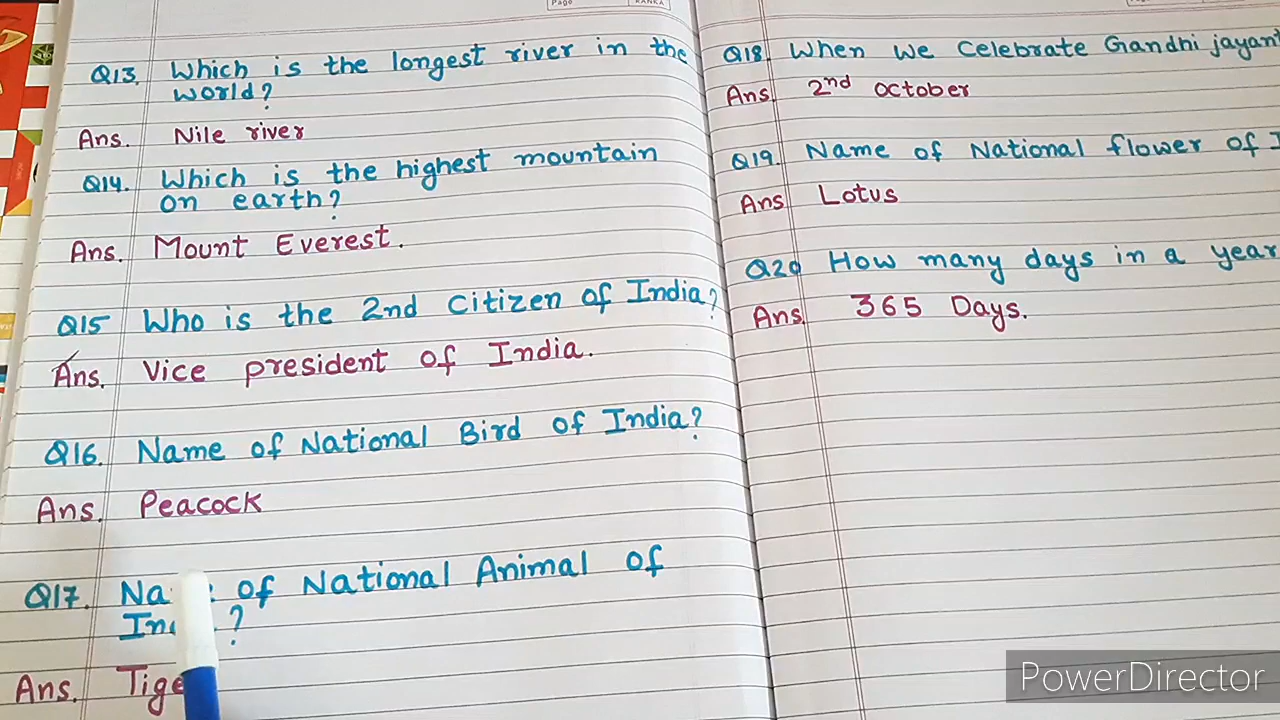 Page
RANKA
Q13. Which is the longest river in the
world?
Ans. Nile river
Q14. Which is the highest mountain
on earth?
Ans. Mount Everest.
Q15 Who is the 2nd Citizen of India?
Ans. Vice president of India.
Q16. Name of National Bird of India?
Ans. Peacock
Q17. of National Animal of
?
Ans.
Q18. When we Celebrate Gandhi
Ans. 2nd october
Q19. Name of National flower of
Ans Lotus
Q20 How many days in a year
Ans. 365 Days.
PowerDirector